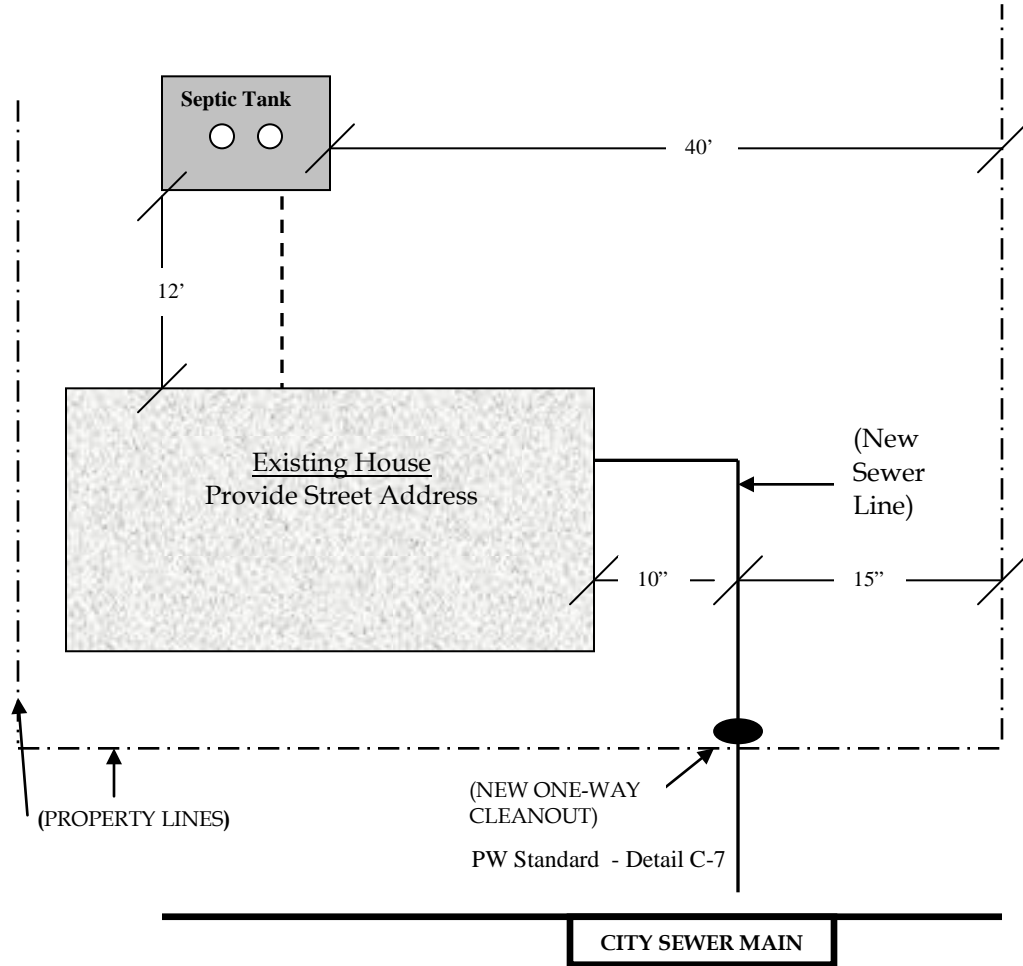 Septic Tank
40’
12’
Existing House
Provide Street Address
(New
Sewer
Line)
10”
15”
(PROPERTY LINES)
(NEW ONE-WAY
CLEANOUT)
PW Standard - Detail C-7
CITY SEWER MAIN